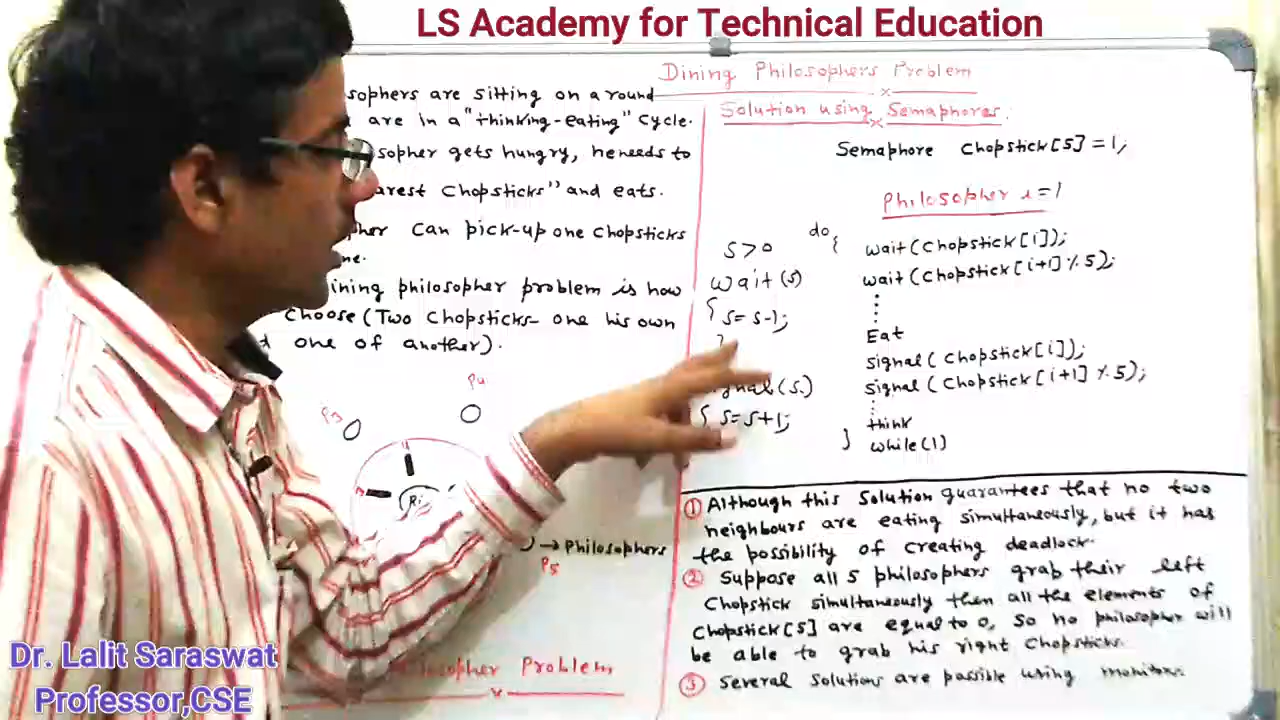 LS Academy for Technical Education
Dining Philosophers Problem
sophers are sitting on a round
are in a "thinking-eating" Cycle.
sopher gets hungry, he needs to
arest Chopsticks" and eats.
Can pick-up one Chopsticks
ining philosopher problem is how
Choose (Two Chopsticks- one his own
one of another).
P4
P3
Ri
→ Philosophers
P5
Philosopher Problem
x
Solution using Semaphores:
x
Semaphore Chopstick[5] = 1;
Philosopher i=1
S>0
wait(s)
{ S= S-1;
}
gnal(s)
{ S= S+1;
do
{ wait(Chopstick[i]);
wait(Chopstick[i+1] % 5);
Eat
signal(Chopstick[i]);
signal(Chopstick[i+1] % 5);
think
} while(1)
① Although this Solution guarantees that no two
neighbours are eating simultaneously, but it has
the possibility of creating deadlock.
② Suppose all 5 philosophers grab their left
Chopstick simultaneously then all the elements of
Chopstick[5] are equal to 0, So no philosopher will
be able to grab his right Chopsticks.
③ Several Solutions are possible using monitors.
Dr. Lalit Saraswat
Professor,CSE